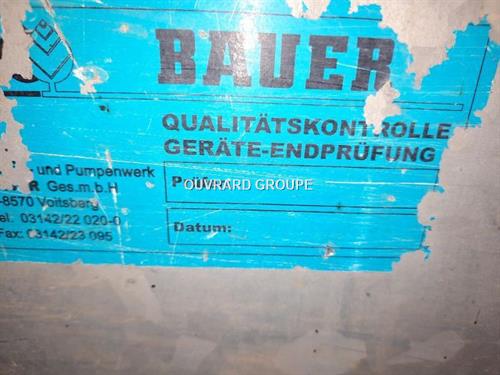 BAUER
QUALITÄTSKONTROLLE
GERÄTE-ENDPRÜFUNG
und Pumpenwerk
R Ges.m.b.H
-8570 Voitsberg
Tel: 03142/22 020-0
Fax: 03142/23 095
OUVRARD GROUPE
Datum: